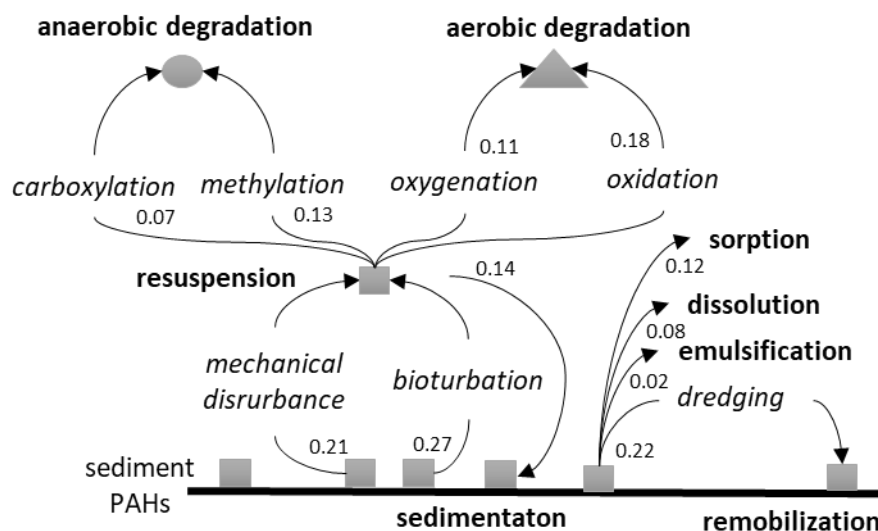 anaerobic degradation
aerobic degradation
0.11
0.18
carboxylation
methylation
oxygenation
oxidation
0.07
0.13
sorption
0.12
resuspension
0.14
dissolution
0.08
emulsification
0.02
mechanical
disrurbance
bioturbation
dredging
0.21
0.27
0.22
sediment
PAHs
sedimentaton
remobilization